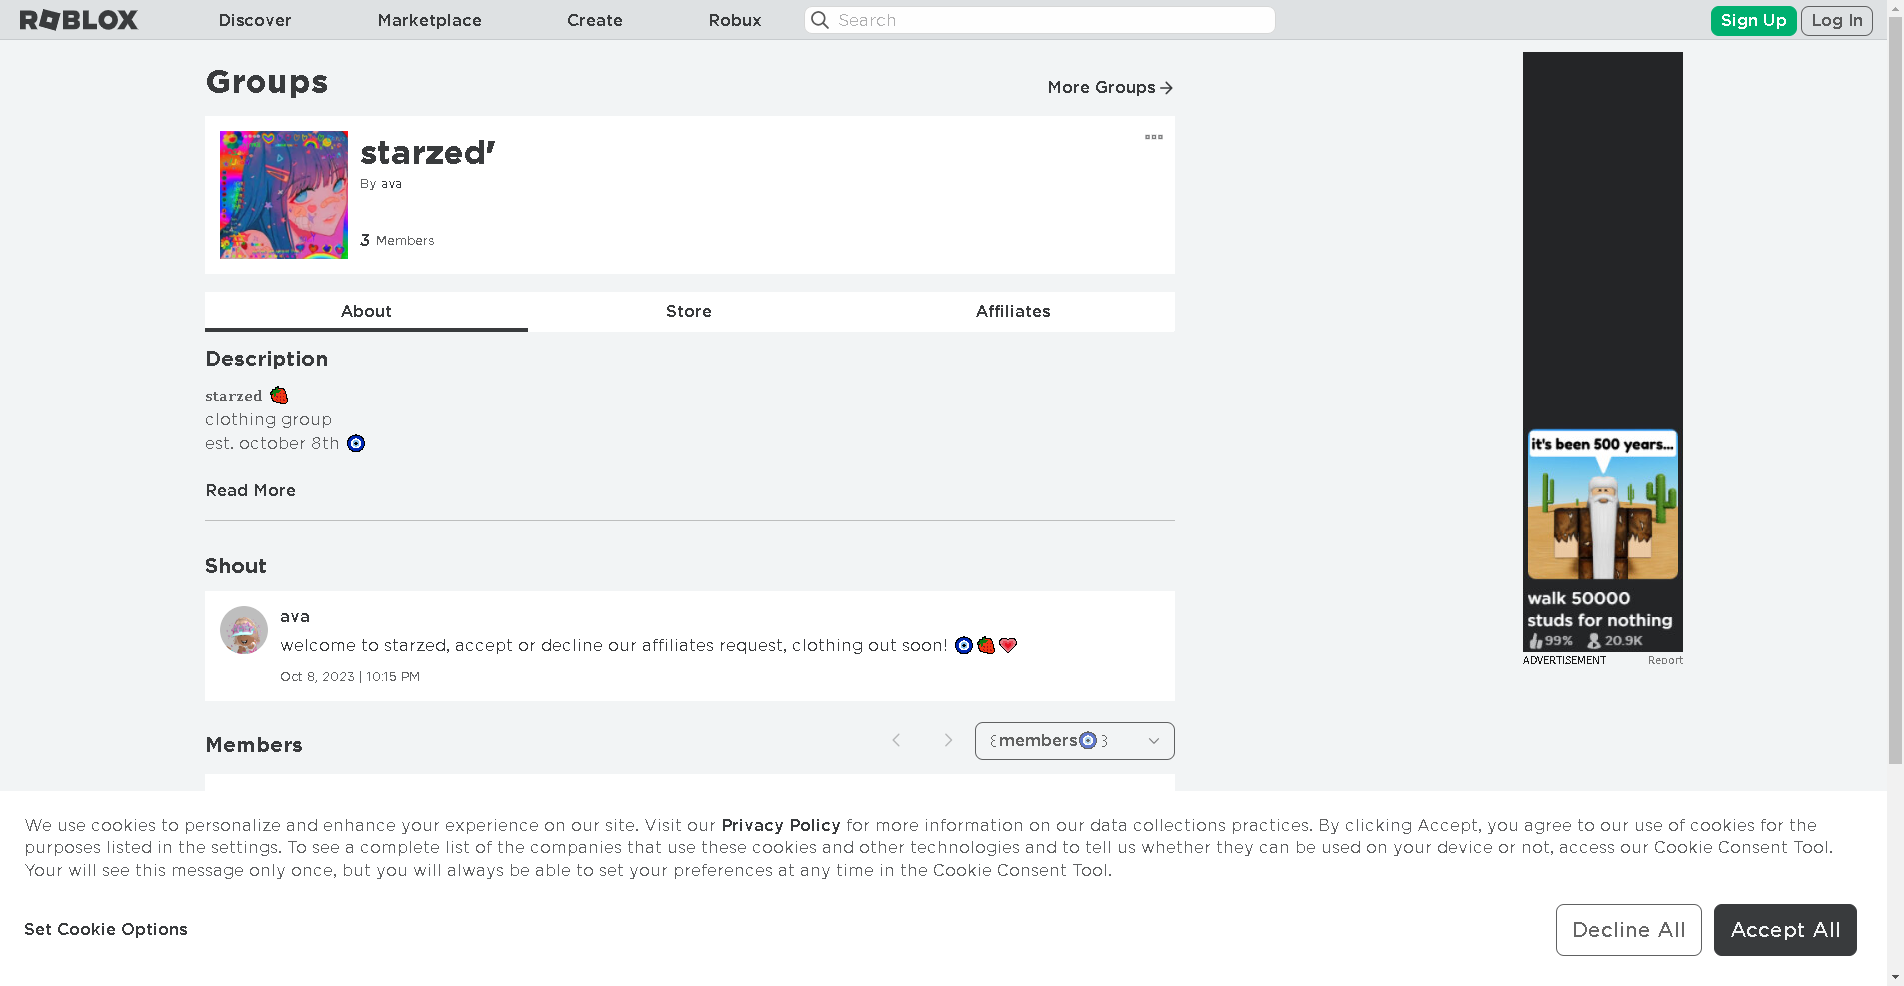 ROBLOX Discover Marketplace Create Robux Search Sign Up Log In
Groups
More Groups
starzed'
By ava
3 Members
About Store Affiliates
Description
starzed 🍓
clothing group
est. october 8th 🧿
Read More
Shout
ava
welcome to starzed, accept or decline our affiliates request, clothing out soon! 🧿🍓💗
Oct 8, 2023 | 10:15 PM
Members
꒰members🧿꒱
it's been 500 years...
walk 50000
studs for nothing
99% 20.9K
ADVERTISEMENT Report
We use cookies to personalize and enhance your experience on our site. Visit our Privacy Policy for more information on our data collections practices. By clicking Accept, you agree to our use of cookies for the
purposes listed in the settings. To see a complete list of the companies that use these cookies and other technologies and to tell us whether they can be used on your device or not, access our Cookie Consent Tool.
Your will see this message only once, but you will always be able to set your preferences at any time in the Cookie Consent Tool.
Set Cookie Options
Decline All
Accept All